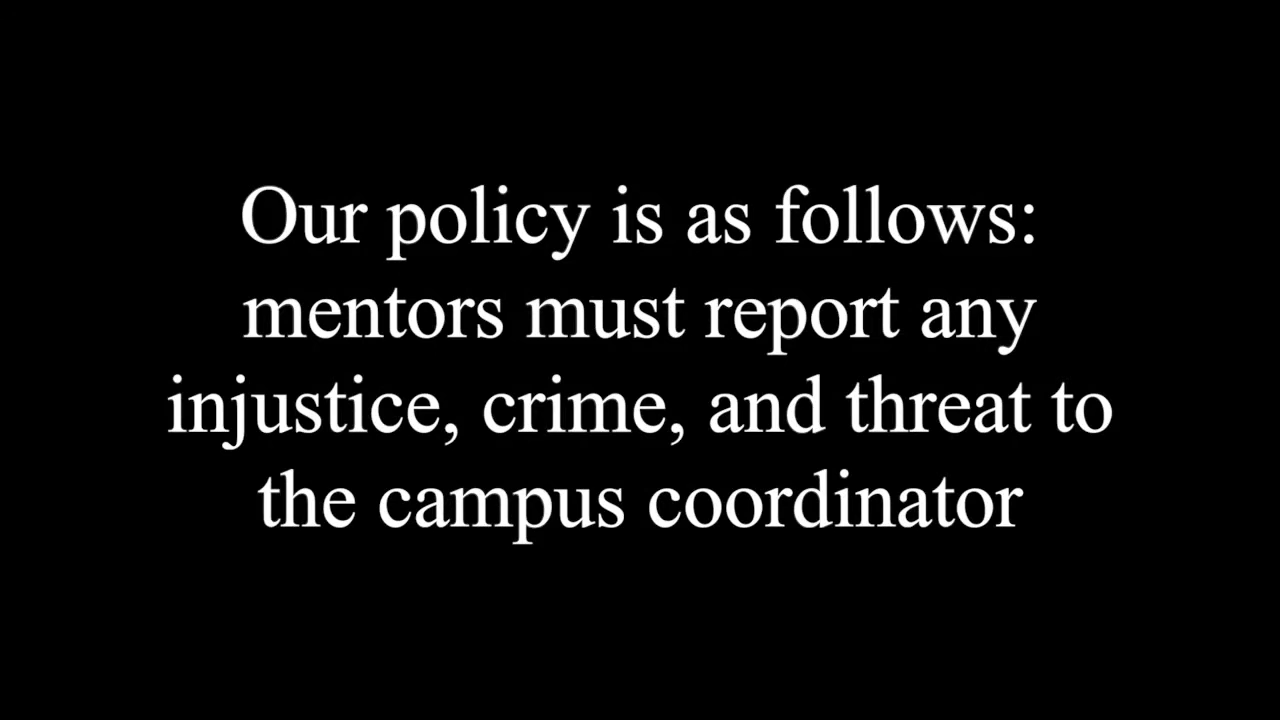 Our policy is as follows:
mentors must report any
injustice, crime, and threat to
the campus coordinator